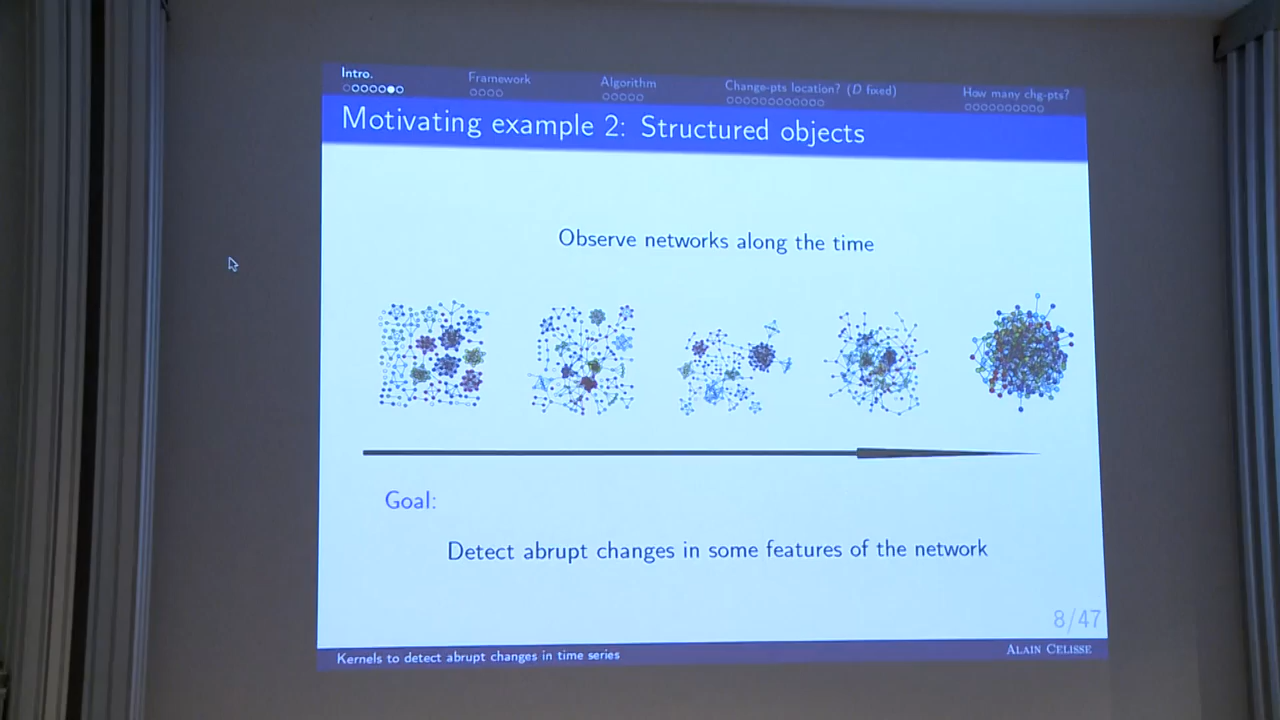 Intro.
Framework
Algorithm
Change-pts location? (D fixed)
How many chg-pts?
Motivating example 2: Structured objects
Observe networks along the time
Goal:
Detect abrupt changes in some features of the network
8/47
Kernels to detect abrupt changes in time series
ALAIN CELISSE